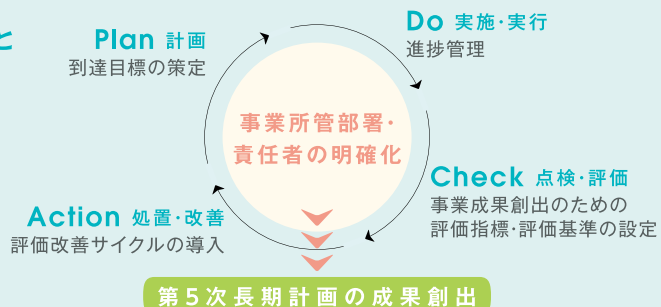 と
Plan 計画
到達目標の策定
Do 実施・実行
進捗管理
事業所管部署・
責任者の明確化
Check 点検・評価
事業成果創出のための
評価指標・評価基準の設定
Action 処置・改善
評価改善サイクルの導入
第5次長期計画の成果創出